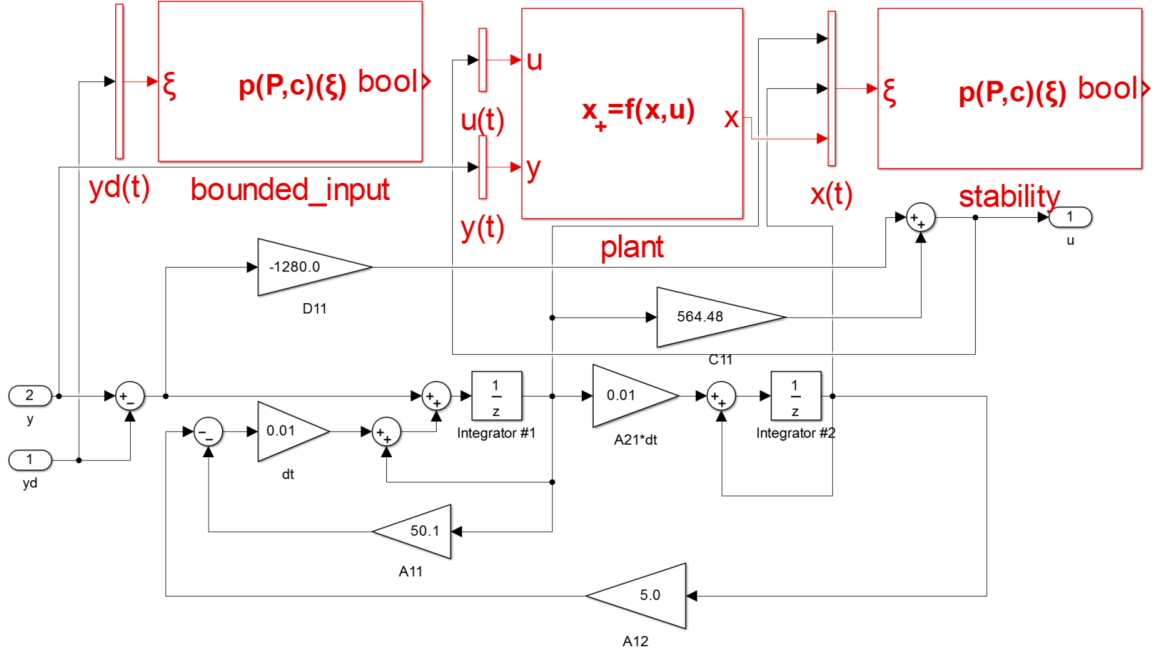 ξ
p(P,c)(ξ)
bool
u
x₊=f(x,u)
x
y
ξ
p(P,c)(ξ)
bool
yd(t)
bounded_input
u(t)
y(t)
plant
x(t)
stability
1
u
+
+
-1280.0
D11
564.48
C11
2
y
+
−
+
+
1
z
Integrator #1
0.01
A21*dt
+
+
1
z
Integrator #2
−
−
0.01
dt
+
+
1
yd
50.1
A11
5.0
A12